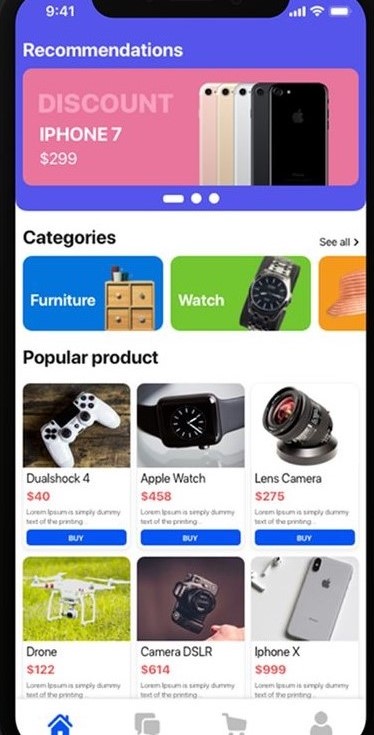 9:41
Recommendations
DISCOUNT
IPHONE 7
$299
Categories
See all >
Furniture
Watch
Popular product
Dualshock 4
$40
Lorem Ipsum is simply dummy
text of the printing...
BUY
Apple Watch
$458
Lorem Ipsum is simply dummy
text of the printing...
BUY
Lens Camera
$275
Lorem Ipsum is simply dummy
text of the printing...
BUY
Drone
$122
Lorem Ipsum is simply dummy
text of the printing...
Camera DSLR
$614
Lorem Ipsum is simply dummy
text of the printing...
Iphone X
$999
Lorem Ipsum is simply dummy
text of the printing...